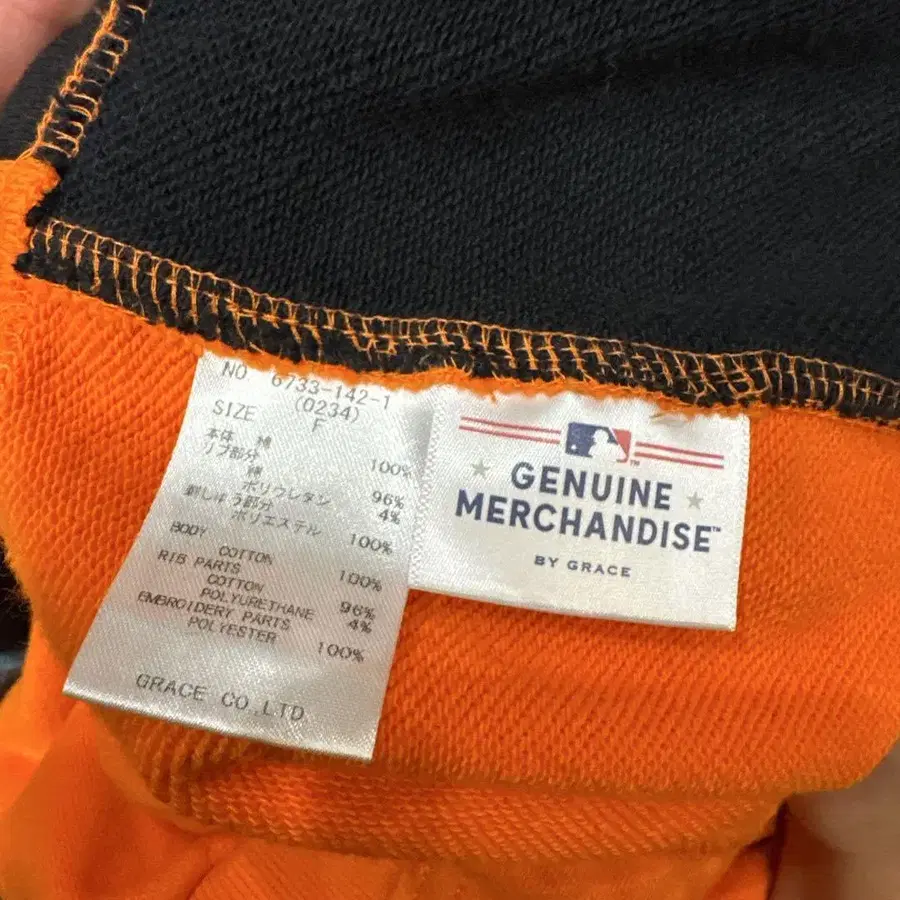 NO. 6733-142-1
(0234)
SIZE F
本体 綿 100%
リブ部分
綿 96%
ポリウレタン 4%
刺しゅう部分
ポリエステル 100%
BODY
COTTON 100%
RIB PARTS
COTTON 96%
POLYURETHANE 4%
EMBROIDERY PARTS
POLYESTER 100%
GRACE CO.,LTD
GENUINE
MERCHANDISE™
BY GRACE